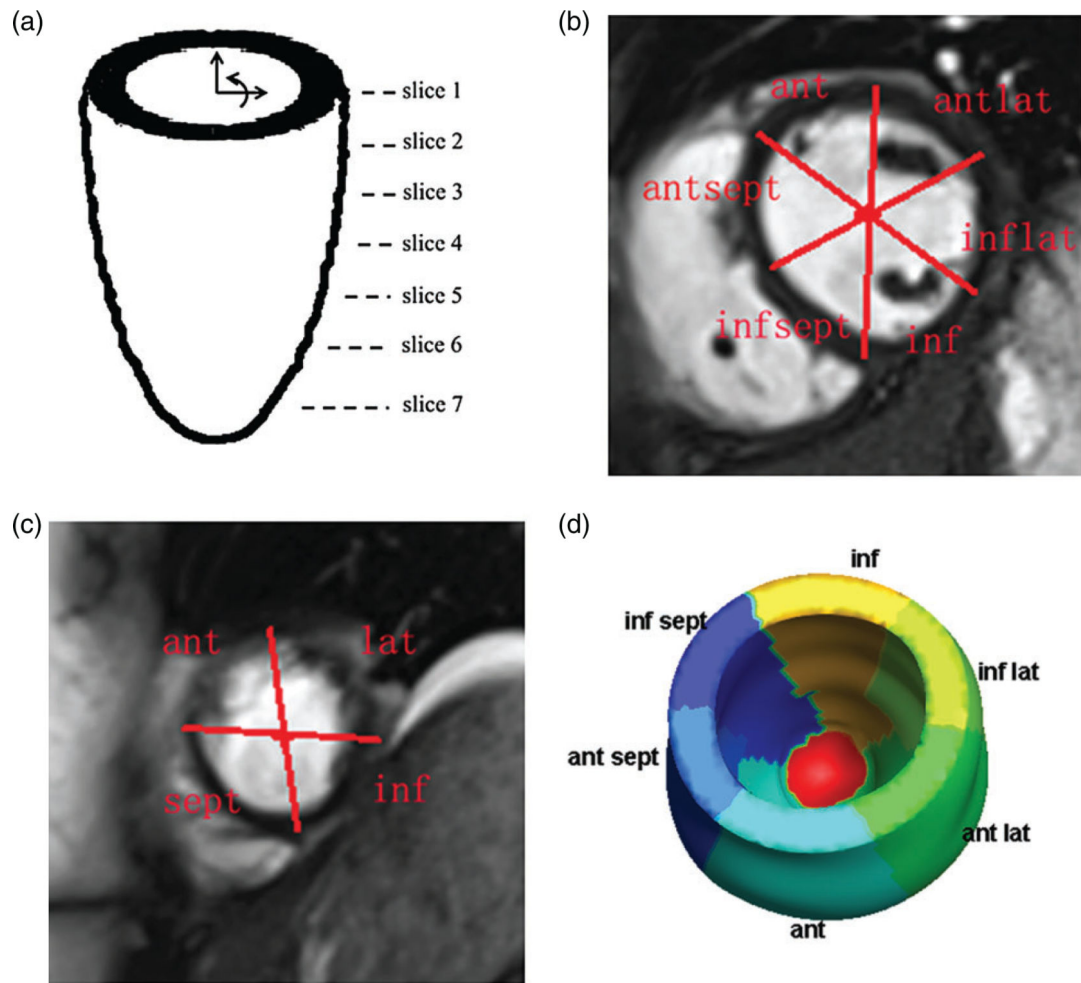 (a)
slice 1
slice 2
slice 3
slice 4
slice 5
slice 6
slice 7
(b)
ant
antlat
antsept
inflat
infsept
inf
(c)
ant
lat
sept
inf
(d)
inf
inf sept
inf lat
ant sept
ant lat
ant